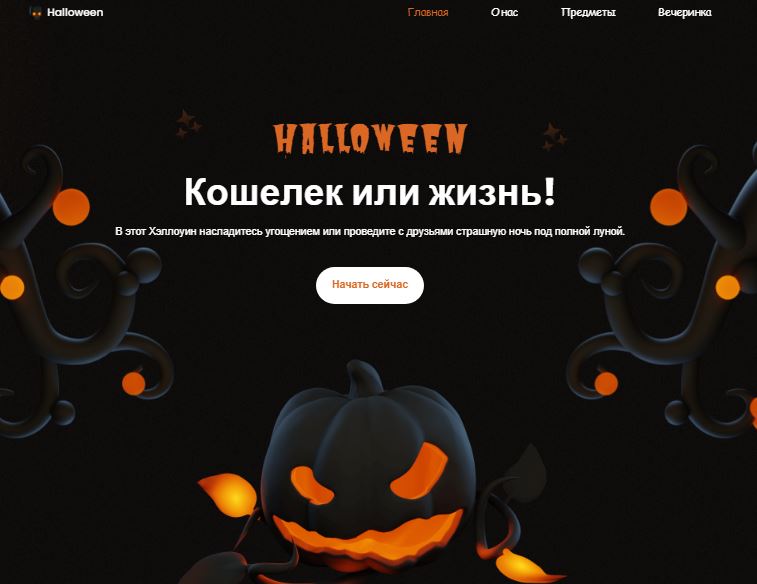 Halloween
Главная О нас Предметы Вечеринка
HALLOWEEN
Кошелек или жизнь!
В этот Хэллоуин насладитесь угощением или проведите с друзьями страшную ночь под полной луной.
Начать сейчас